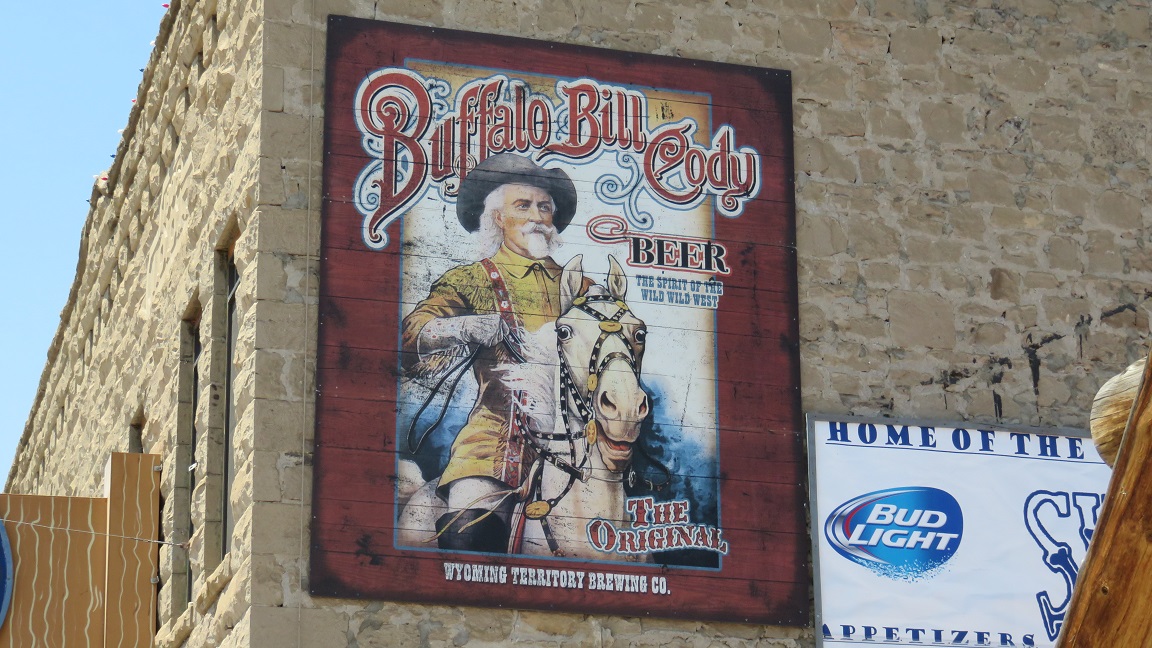 Buffalo Bill Cody
BEER
THE SPIRIT OF THE
WILD WILD WEST
THE
ORIGINAL
WYOMING TERRITORY BREWING CO.
HOME OF THE
BUD
LIGHT
APPETIZERS